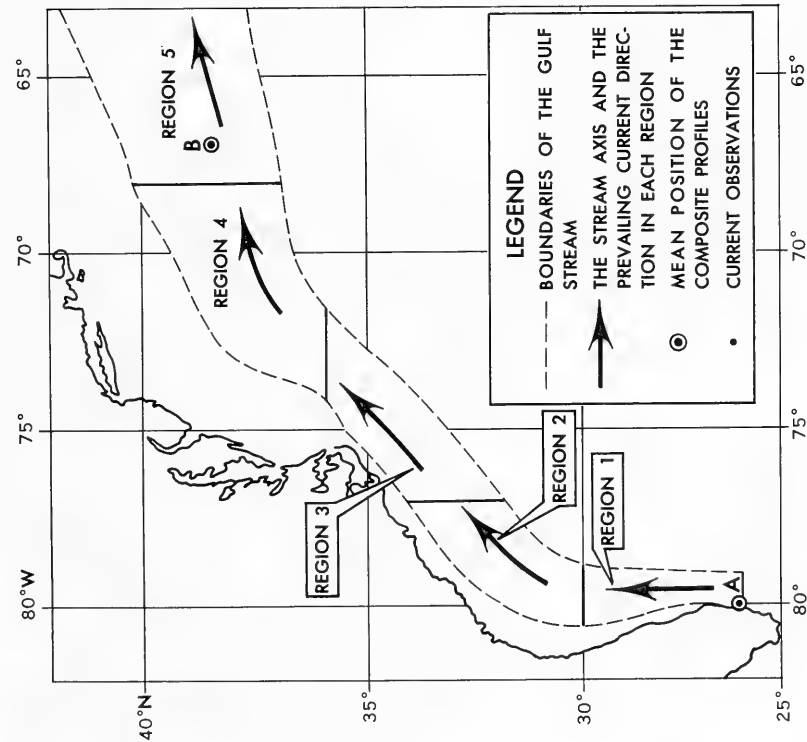 80°W
75°
70°
65°
40°N
35°
30°
25°
80°
75°
70°
65°
REGION 5
B
REGION 4
REGION 3
REGION 2
REGION 1
A
LEGEND
BOUNDARIES OF THE GULF
STREAM
THE STREAM AXIS AND THE
PREVAILING CURRENT DIREC-
TION IN EACH REGION
MEAN POSITION OF THE
COMPOSITE PROFILES
CURRENT OBSERVATIONS